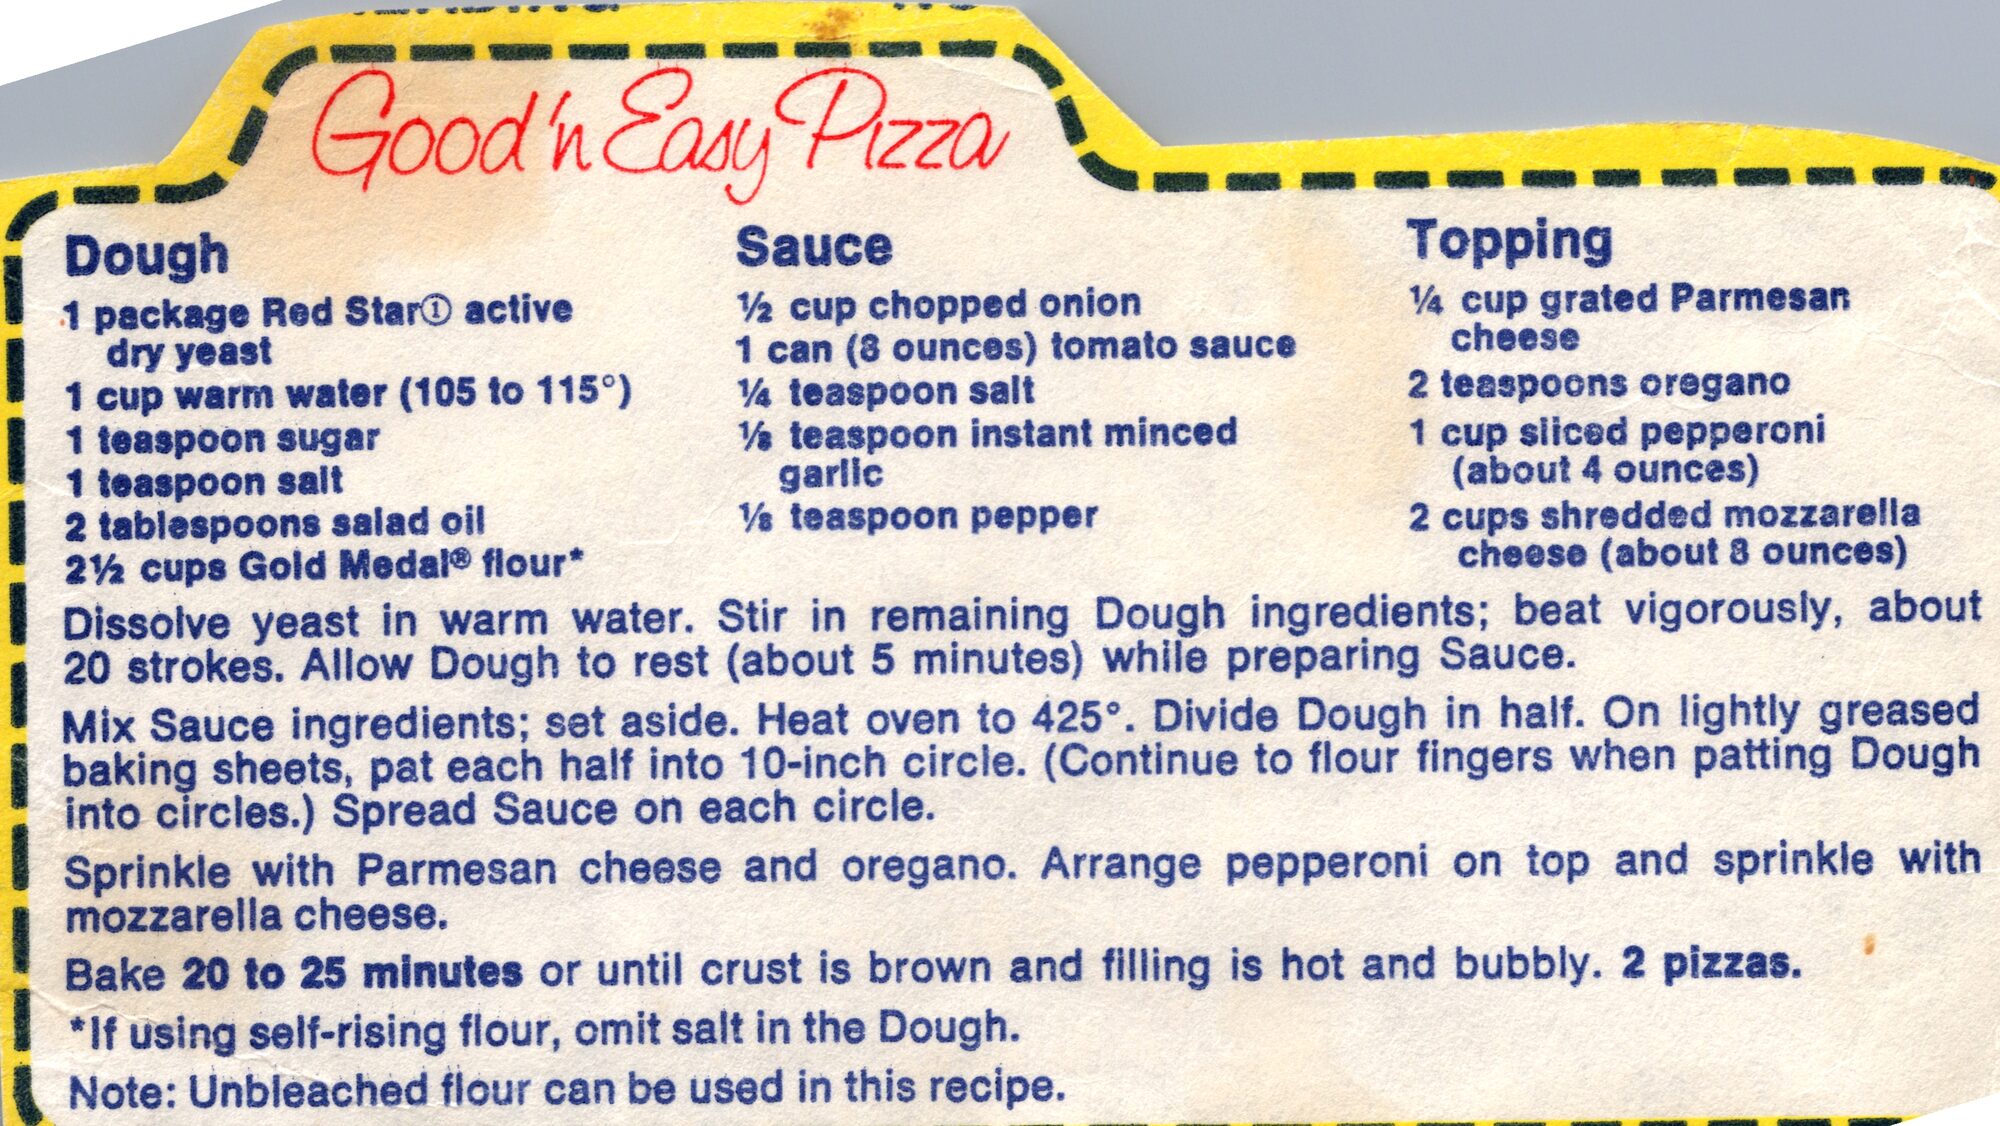 Good 'n Easy Pizza
Dough
1 package Red Star① active
dry yeast
1 cup warm water (105 to 115°)
1 teaspoon sugar
1 teaspoon salt
2 tablespoons salad oil
2½ cups Gold Medal® flour*
Sauce
½ cup chopped onion
1 can (8 ounces) tomato sauce
¼ teaspoon salt
⅛ teaspoon instant minced
garlic
⅛ teaspoon pepper
Topping
¼ cup grated Parmesan
cheese
2 teaspoons oregano
1 cup sliced pepperoni
(about 4 ounces)
2 cups shredded mozzarella
cheese (about 8 ounces)
Dissolve yeast in warm water. Stir in remaining Dough ingredients; beat vigorously, about
20 strokes. Allow Dough to rest (about 5 minutes) while preparing Sauce.
Mix Sauce ingredients; set aside. Heat oven to 425°. Divide Dough in half. On lightly greased
baking sheets, pat each half into 10-inch circle. (Continue to flour fingers when patting Dough
into circles.) Spread Sauce on each circle.
Sprinkle with Parmesan cheese and oregano. Arrange pepperoni on top and sprinkle with
mozzarella cheese.
Bake 20 to 25 minutes or until crust is brown and filling is hot and bubbly. 2 pizzas.
*If using self-rising flour, omit salt in the Dough.
Note: Unbleached flour can be used in this recipe.